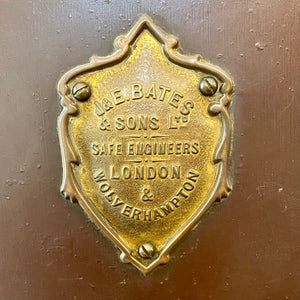 J. & E. BATES
& SONS LTD
SAFE ENGINEERS
LONDON
&
WOLVERHAMPTON